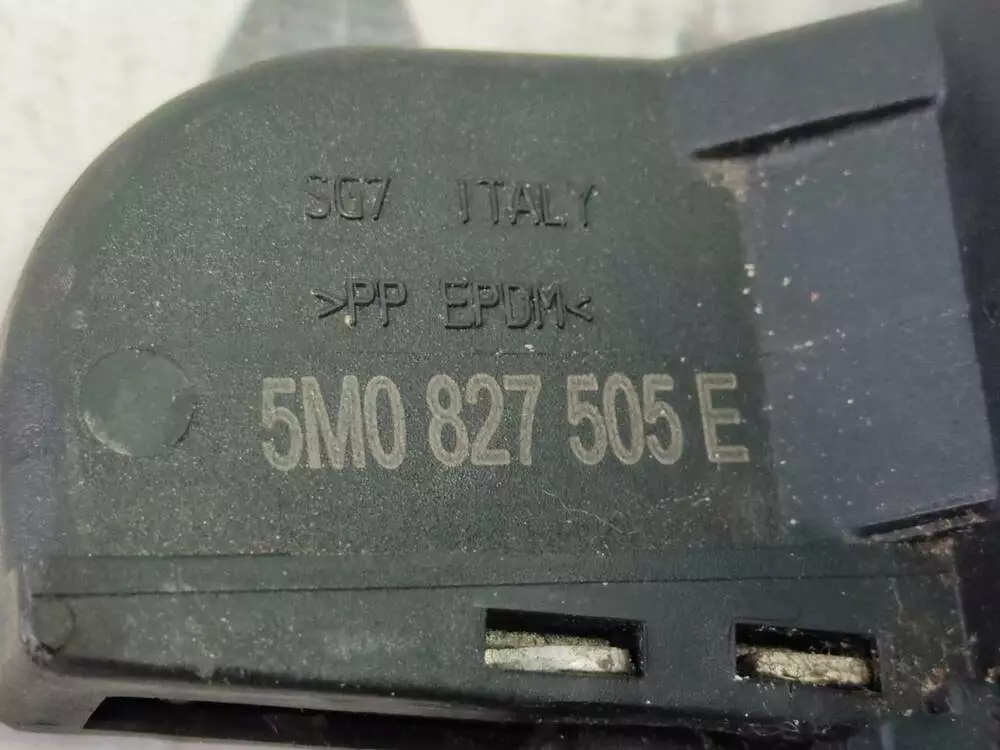 SG7 ITALY
>PP EPDM<
5M0 827 505 E